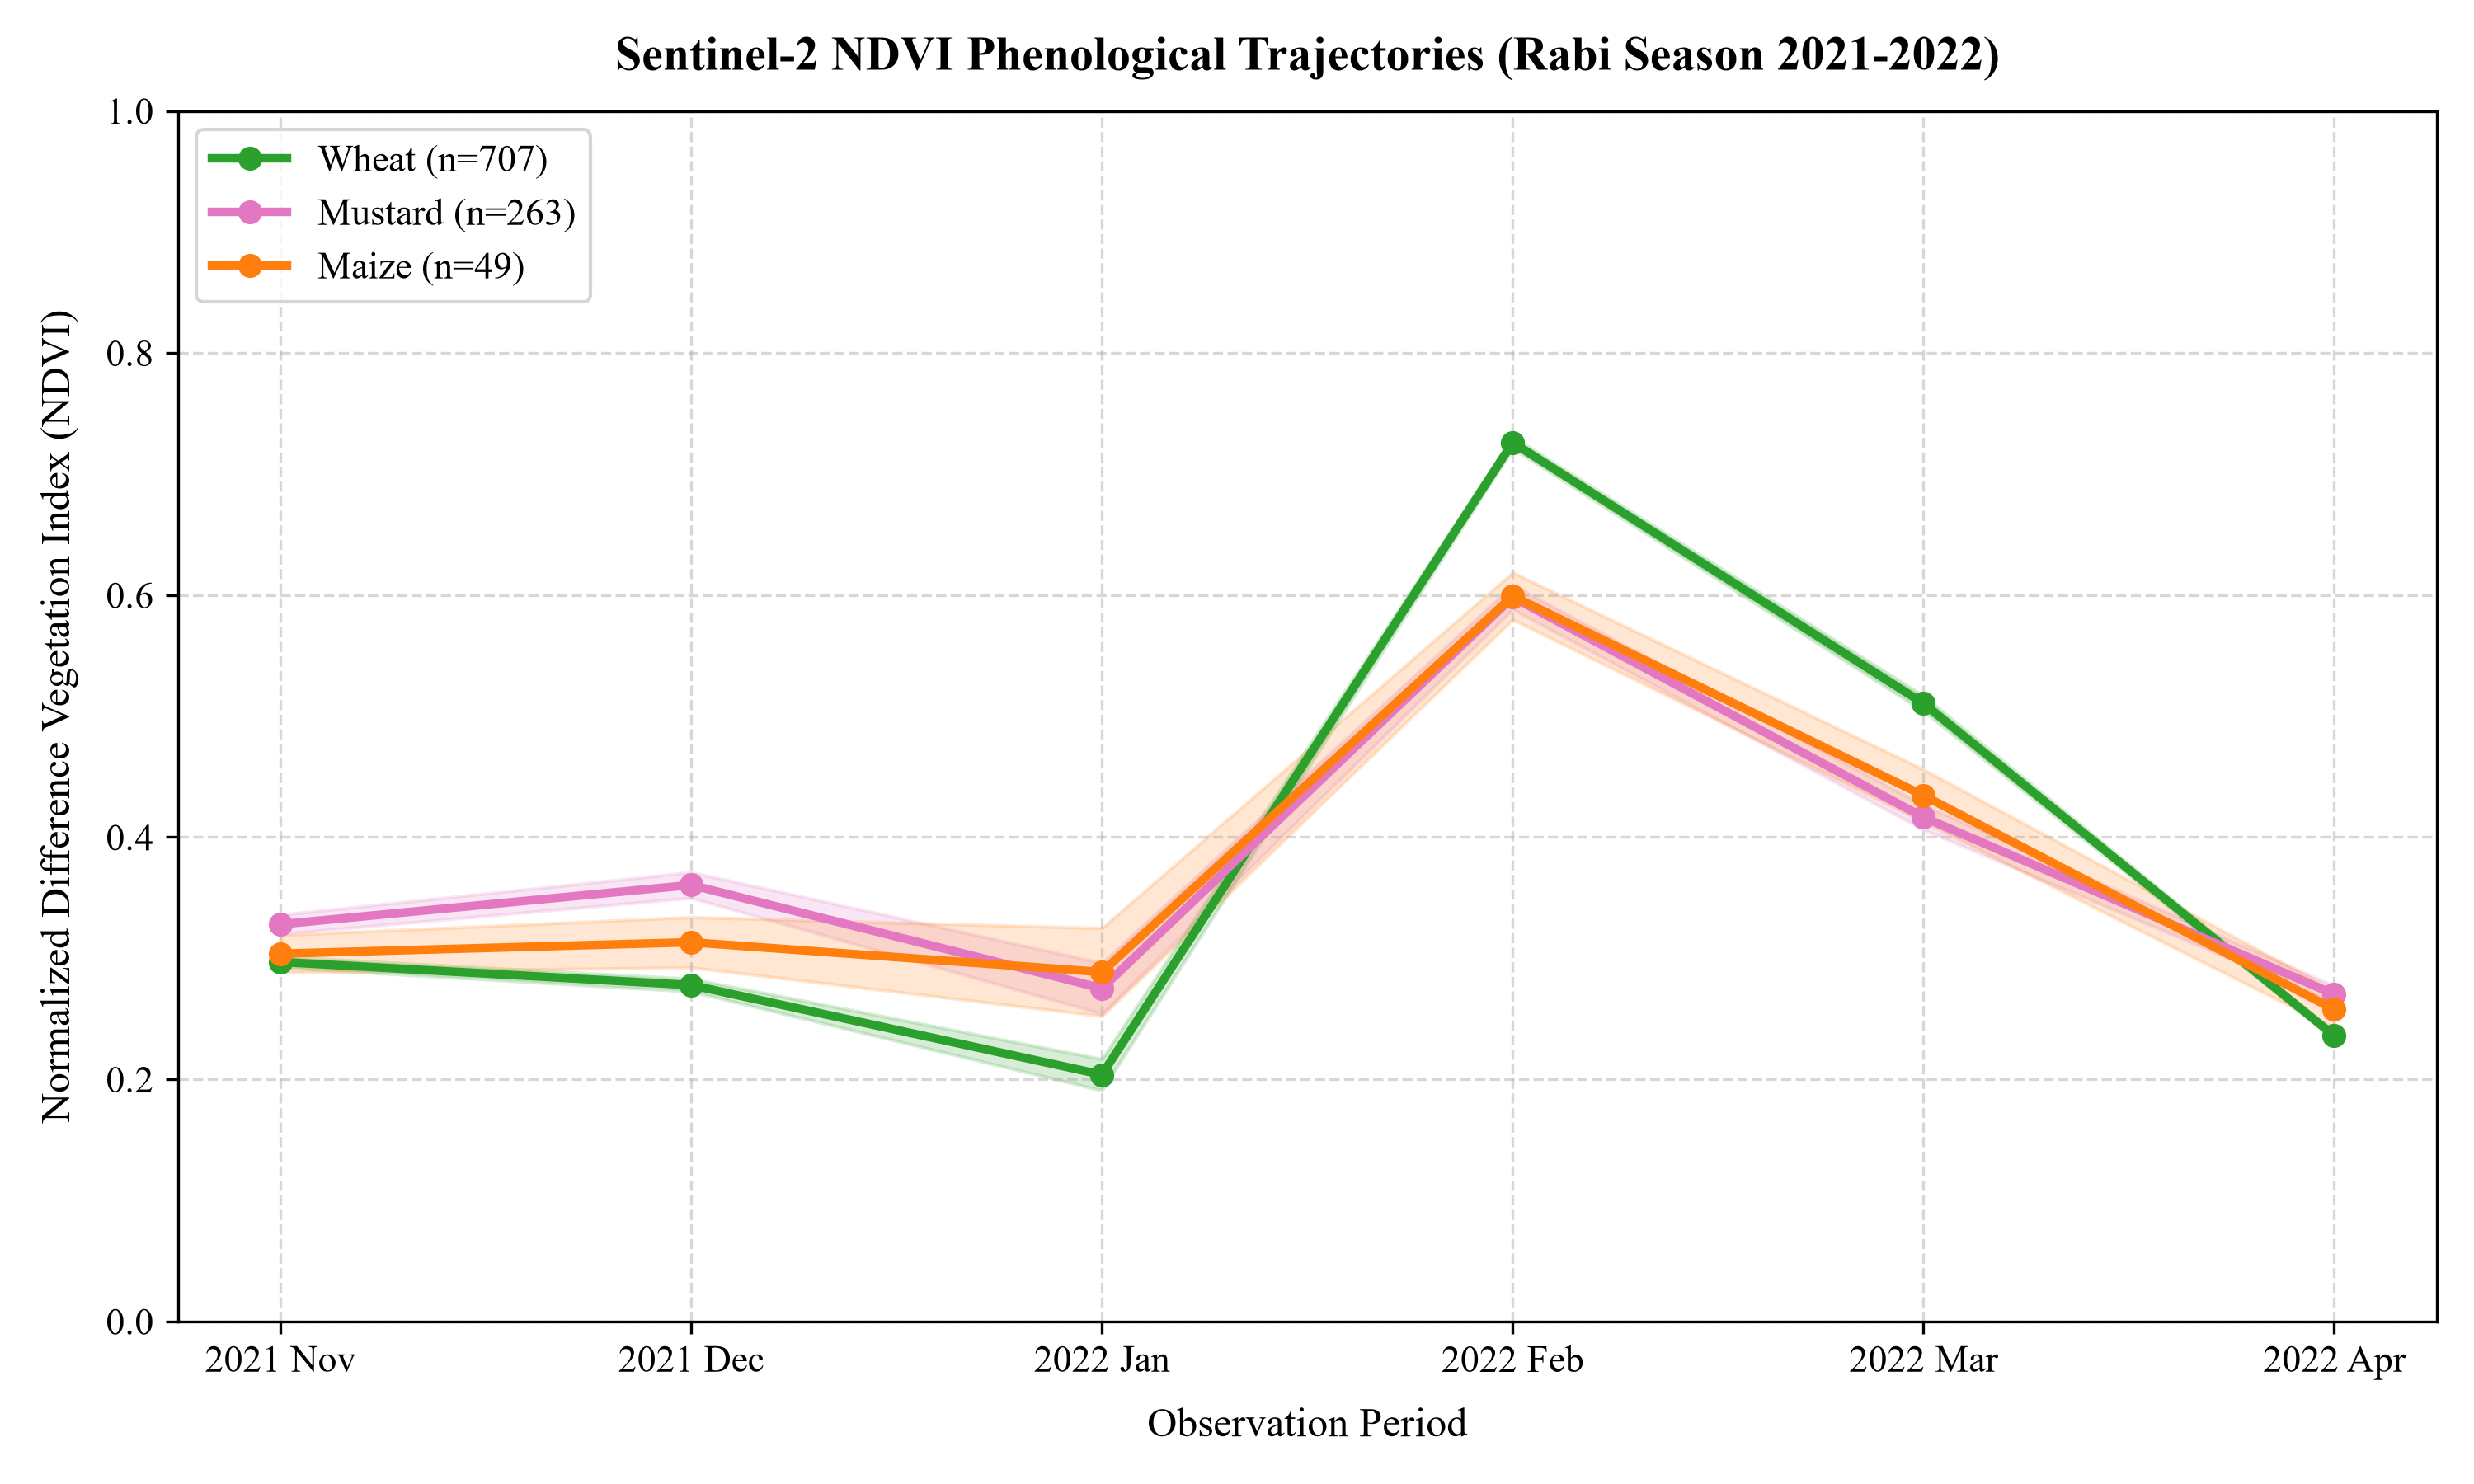 Sentinel-2 NDVI Phenological Trajectories (Rabi Season 2021-2022)
Normalized Difference Vegetation Index (NDVI)
1.0
0.8
0.6
0.4
0.2
0.0
Wheat (n=707)
Mustard (n=263)
Maize (n=49)
2021 Nov
2021 Dec
2022 Jan
2022 Feb
2022 Mar
2022 Apr
Observation Period